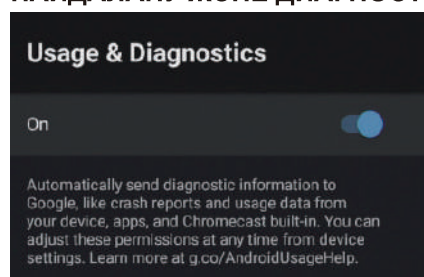 Usage & Diagnostics
On
Automatically send diagnostic information to
Google, like crash reports and usage data from
your device, apps, and Chromecast built-in. You can
adjust these permissions at any time from device
settings. Learn more at g.co/AndroidUsageHelp.